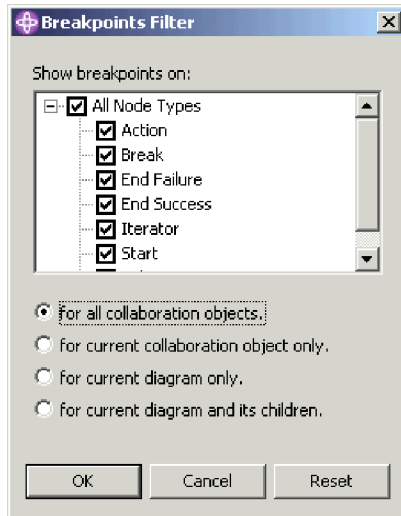 Breakpoints Filter
Show breakpoints on:
All Node Types
Action
Break
End Failure
End Success
Iterator
Start
for all collaboration objects.
for current collaboration object only.
for current diagram only.
for current diagram and its children.
OK Cancel Reset